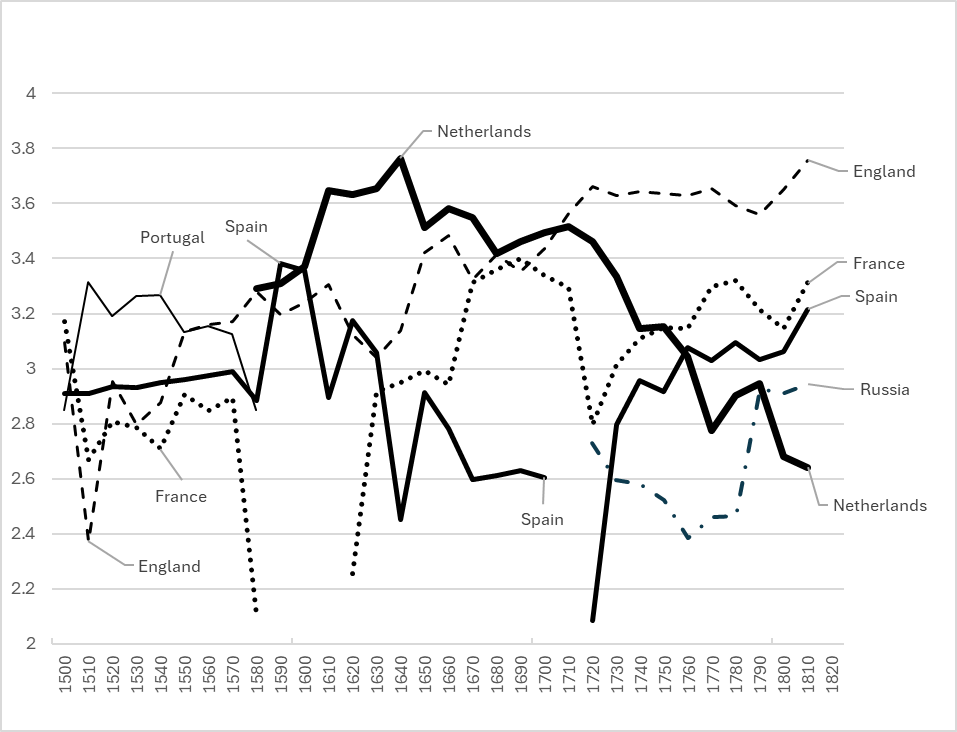 4
3.8
3.6
3.4
3.2
3
2.8
2.6
2.4
2.2
2
Netherlands
England
Spain
Portugal
France
Spain
Russia
France
Netherlands
Spain
England
1500 1510 1520 1530 1540 1550 1560 1570 1580 1590 1600 1610 1620 1630 1640 1650 1660 1670 1680 1690 1700 1710 1720 1730 1740 1750 1760 1770 1780 1790 1800 1810 1820